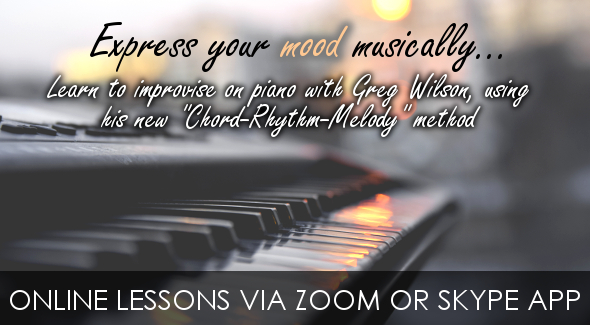 Express your mood musically...
Learn to improvise on piano with Greg Wilson, using
his new "Chord-Rhythm-Melody" method
ONLINE LESSONS VIA ZOOM OR SKYPE APP